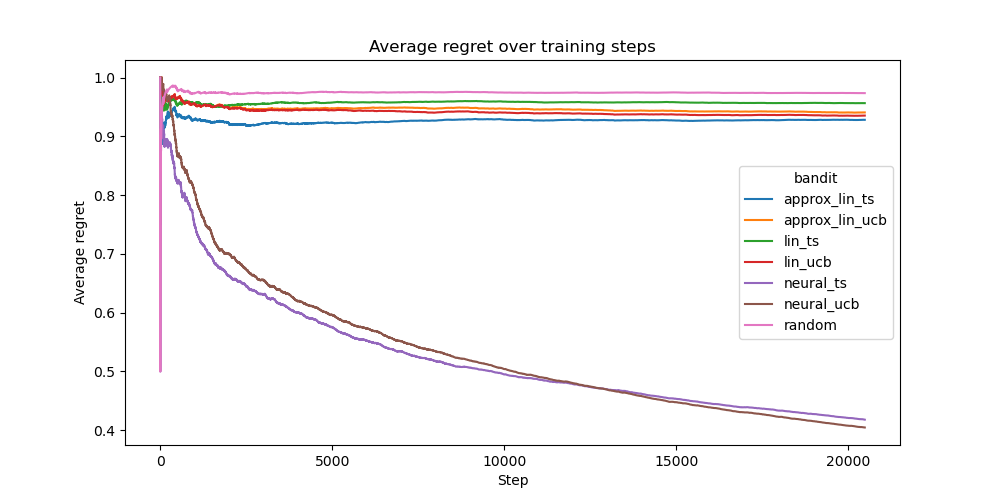 Average regret over training steps
Average regret
1.0
0.9
0.8
0.7
0.6
0.5
0.4
0
5000
10000
15000
20000
Step
bandit
approx_lin_ts
approx_lin_ucb
lin_ts
lin_ucb
neural_ts
neural_ucb
random